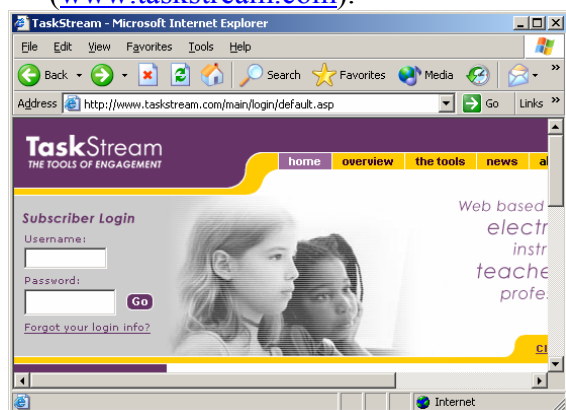 (www.taskstream.com).
TaskStream - Microsoft Internet Explorer
File Edit View Favorites Tools Help
Back Search Favorites Media
Address http://www.taskstream.com/main/login/default.asp Go Links
TaskStream
THE TOOLS OF ENGAGEMENT
home overview the tools news
Subscriber Login
Username:
Password:
Go
Forgot your login info?
Web based
electr
instr
teache
profes
Internet